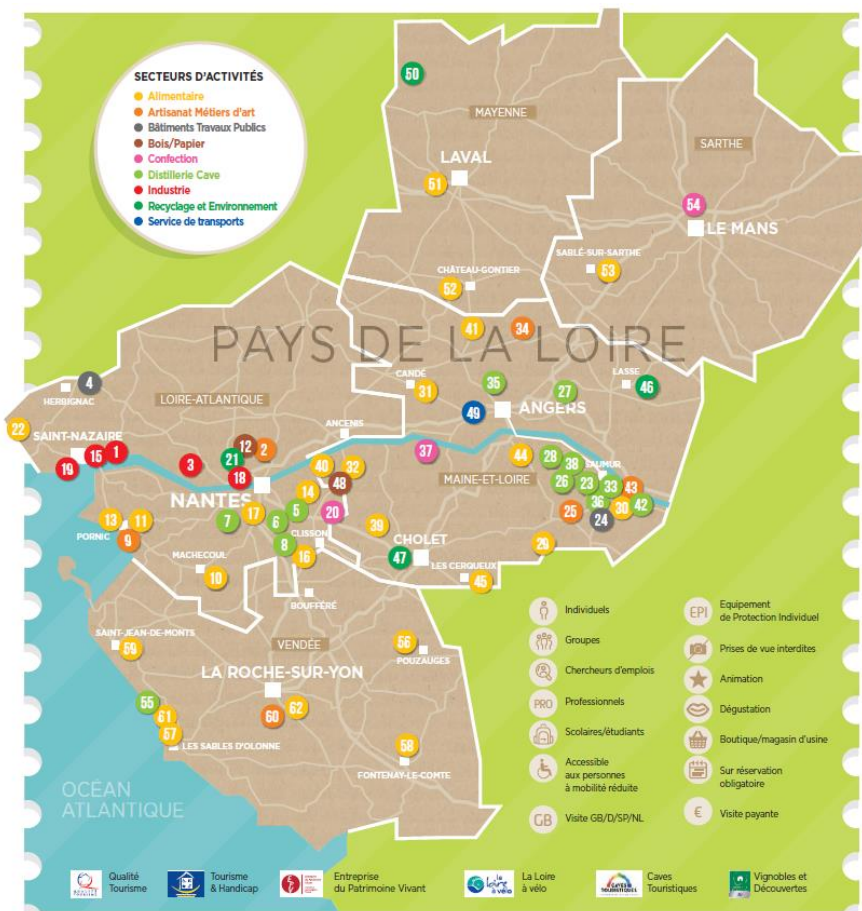 SECTEURS D'ACTIVITÉS
Alimentaire
Artisanat Métiers d'art
Bâtiments Travaux Publics
Bois/Papier
Confection
Distillerie Cave
Industrie
Recyclage et Environnement
Service de transports
50
MAYENNE
SARTHE
LAVAL
51
54
LE MANS
SABLÉ-SUR-SARTHE
53
CHÂTEAU-GONTIER
52
41
34
PAYS DE LA LOIRE
4
HERBIGNAC
LOIRE-ATLANTIQUE
CANDÉ
31
35
27
LASSE
46
49
ANGERS
22
SAINT-NAZAIRE
19
15
1
3
12
2
21
18
ANCENIS
NANTES
40
32
48
14
37
MAINE-ET-LOIRE
44
28
38
SAUMUR
26
23
33
43
25
36
30
42
24
13
11
PORNIC
9
7
17
6
5
20
8
CLISSON
16
39
CHOLET
47
29
LES CERQUEUX
45
MACHECOUL
10
BOUFFÉRÉ
VENDÉE
SAINT-JEAN-DE-MONTS
59
56
POUZAUGES
LA ROCHE-SUR-YON
60
62
55
61
57
LES SABLES D'OLONNE
58
FONTENAY-LE-COMTE
OCÉAN
ATLANTIQUE
Individuels
Groupes
Chercheurs d'emplois
PRO Professionnels
Scolaires/étudiants
Accessible
aux personnes
à mobilité réduite
GB Visite GB/D/SP/NL
EPI Equipement
de Protection Individuel
Prises de vue interdites
Animation
Dégustation
Boutique/magasin d'usine
Sur réservation
obligatoire
€ Visite payante
Qualité
Tourisme
Tourisme
& Handicap
Entreprise
du Patrimoine Vivant
la Loire
à vélo
La Loire
à vélo
CAVES
TOURISTIQUES
Caves
Touristiques
Vignobles et
Découvertes